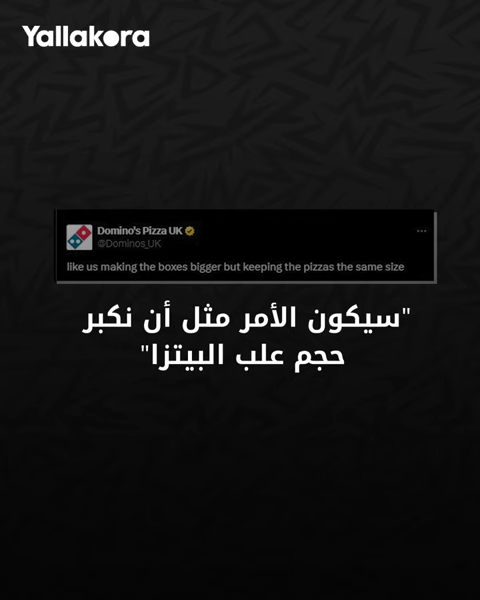 Yallakora
Domino's Pizza UK
@Dominos_UK
like us making the boxes bigger but keeping the pizzas the same size
"سيكون الأمر مثل أن نكبر
حجم علب البيتزا"